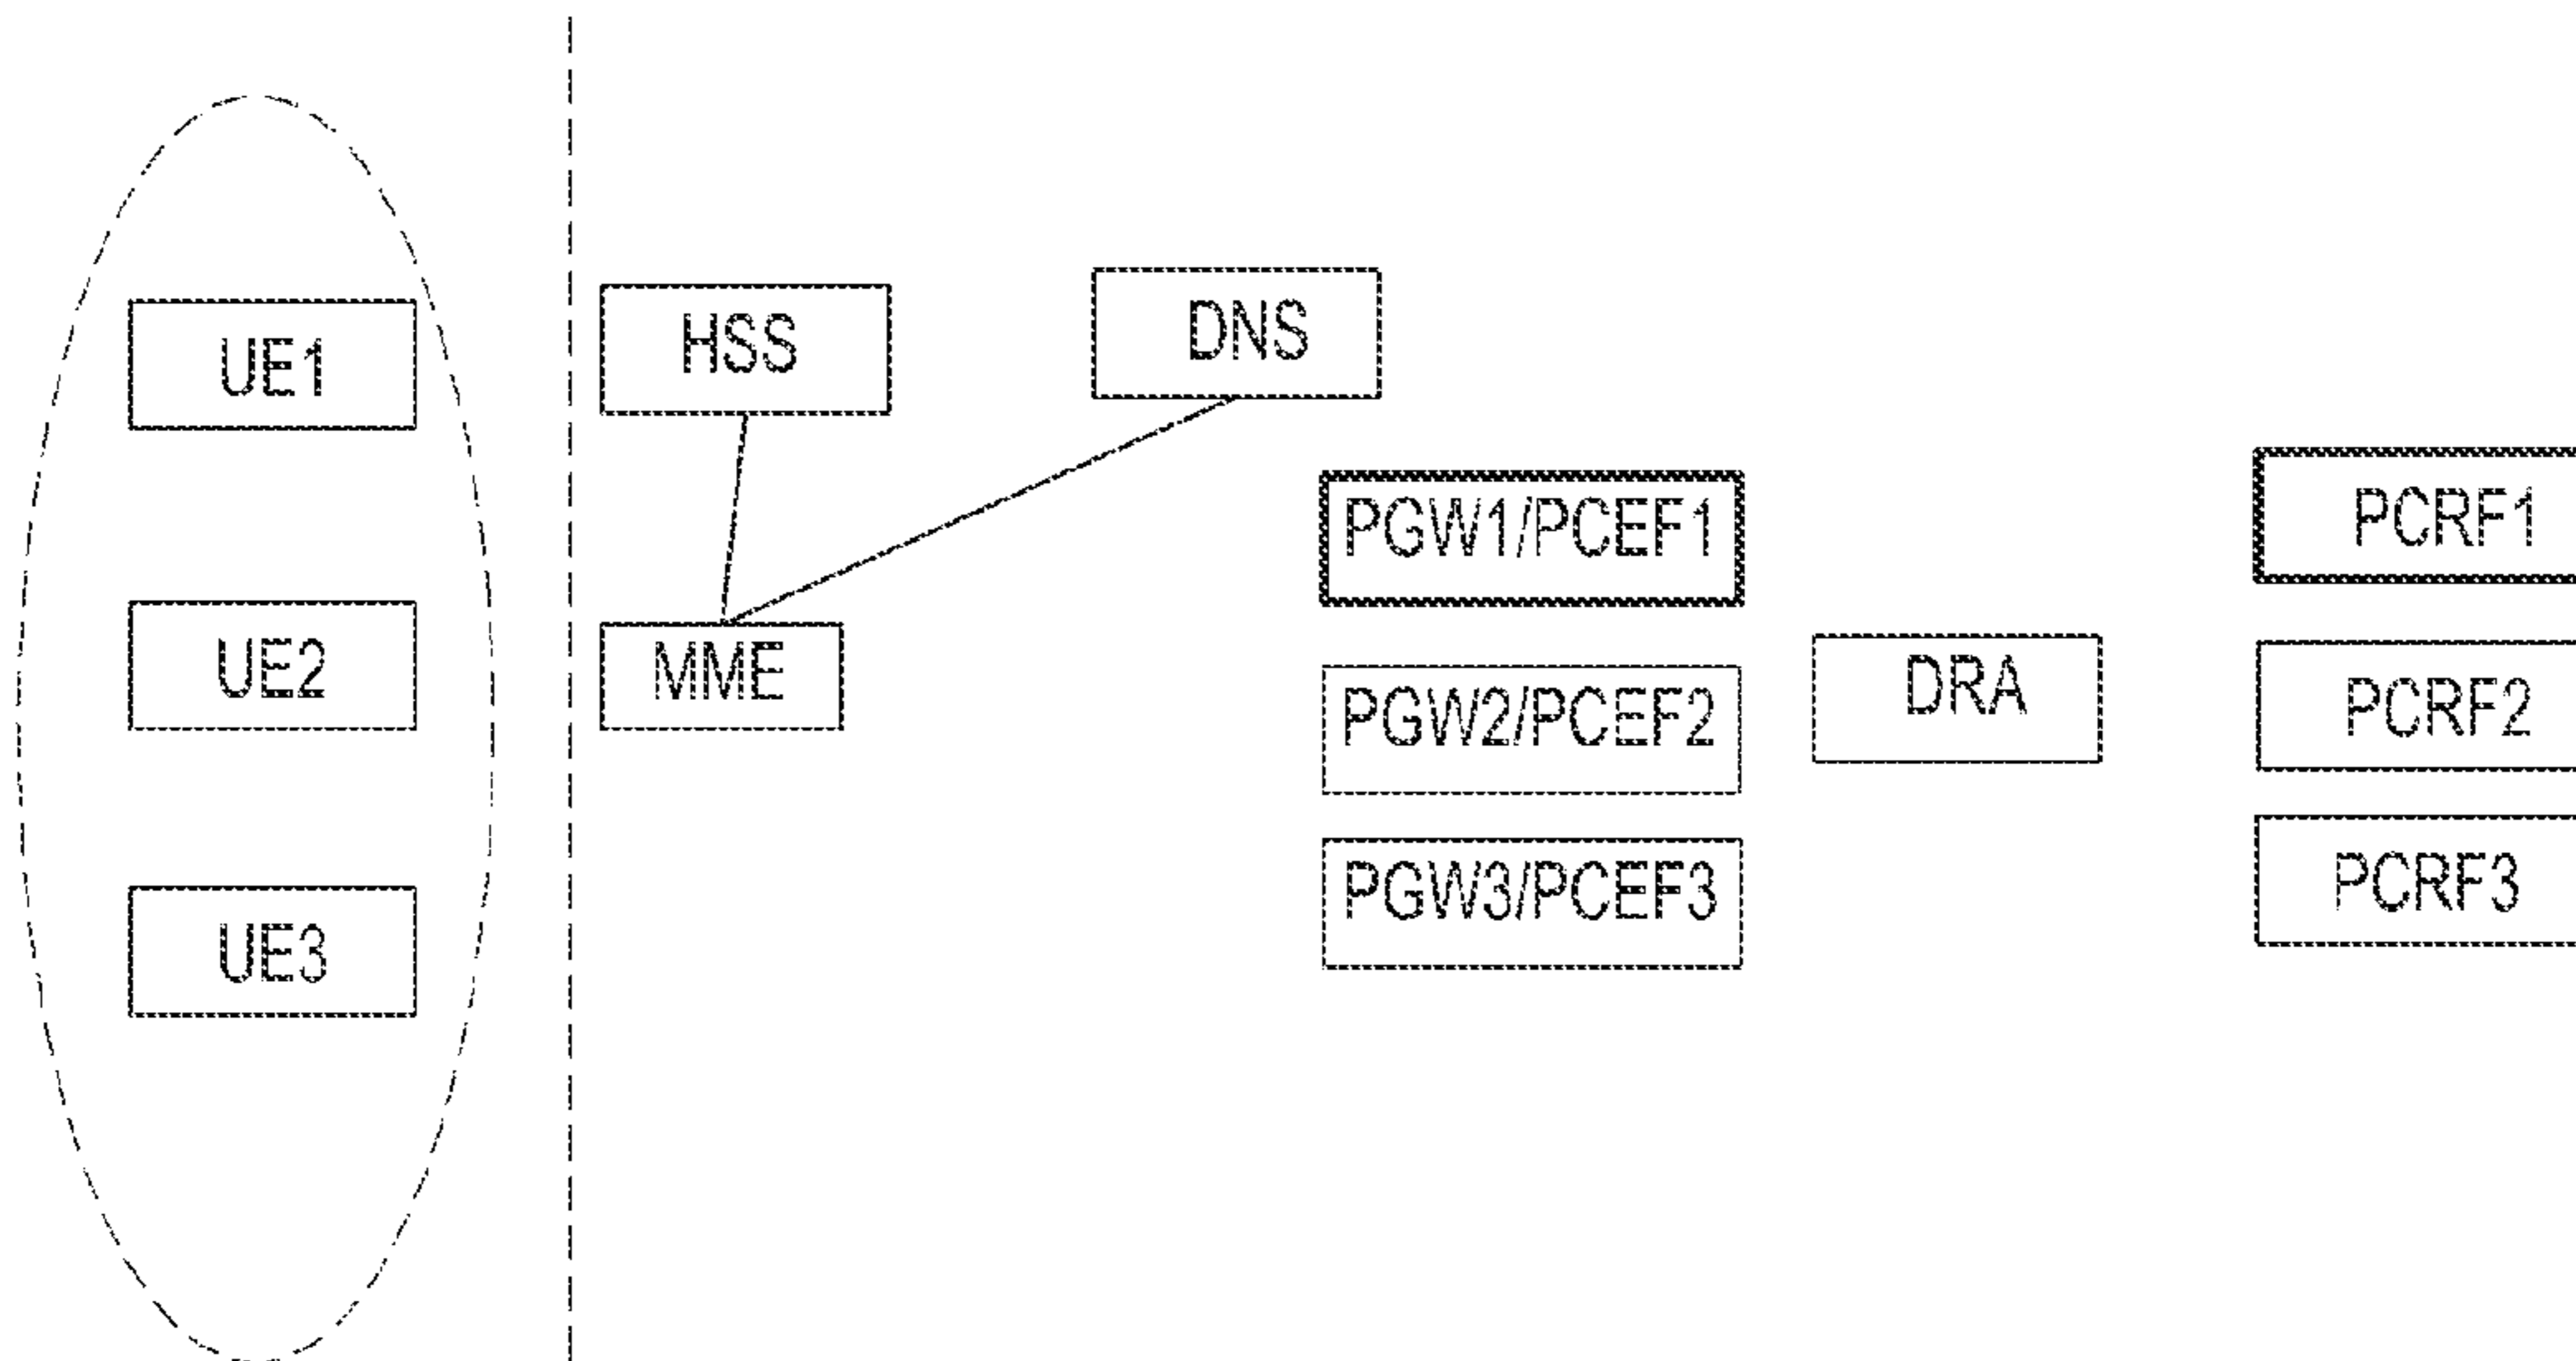 UE1
UE2
UE3
HSS
DNS
MME
PGW1/PCEF1
PGW2/PCEF2
PGW3/PCEF3
DRA
PCRF1
PCRF2
PCRF3